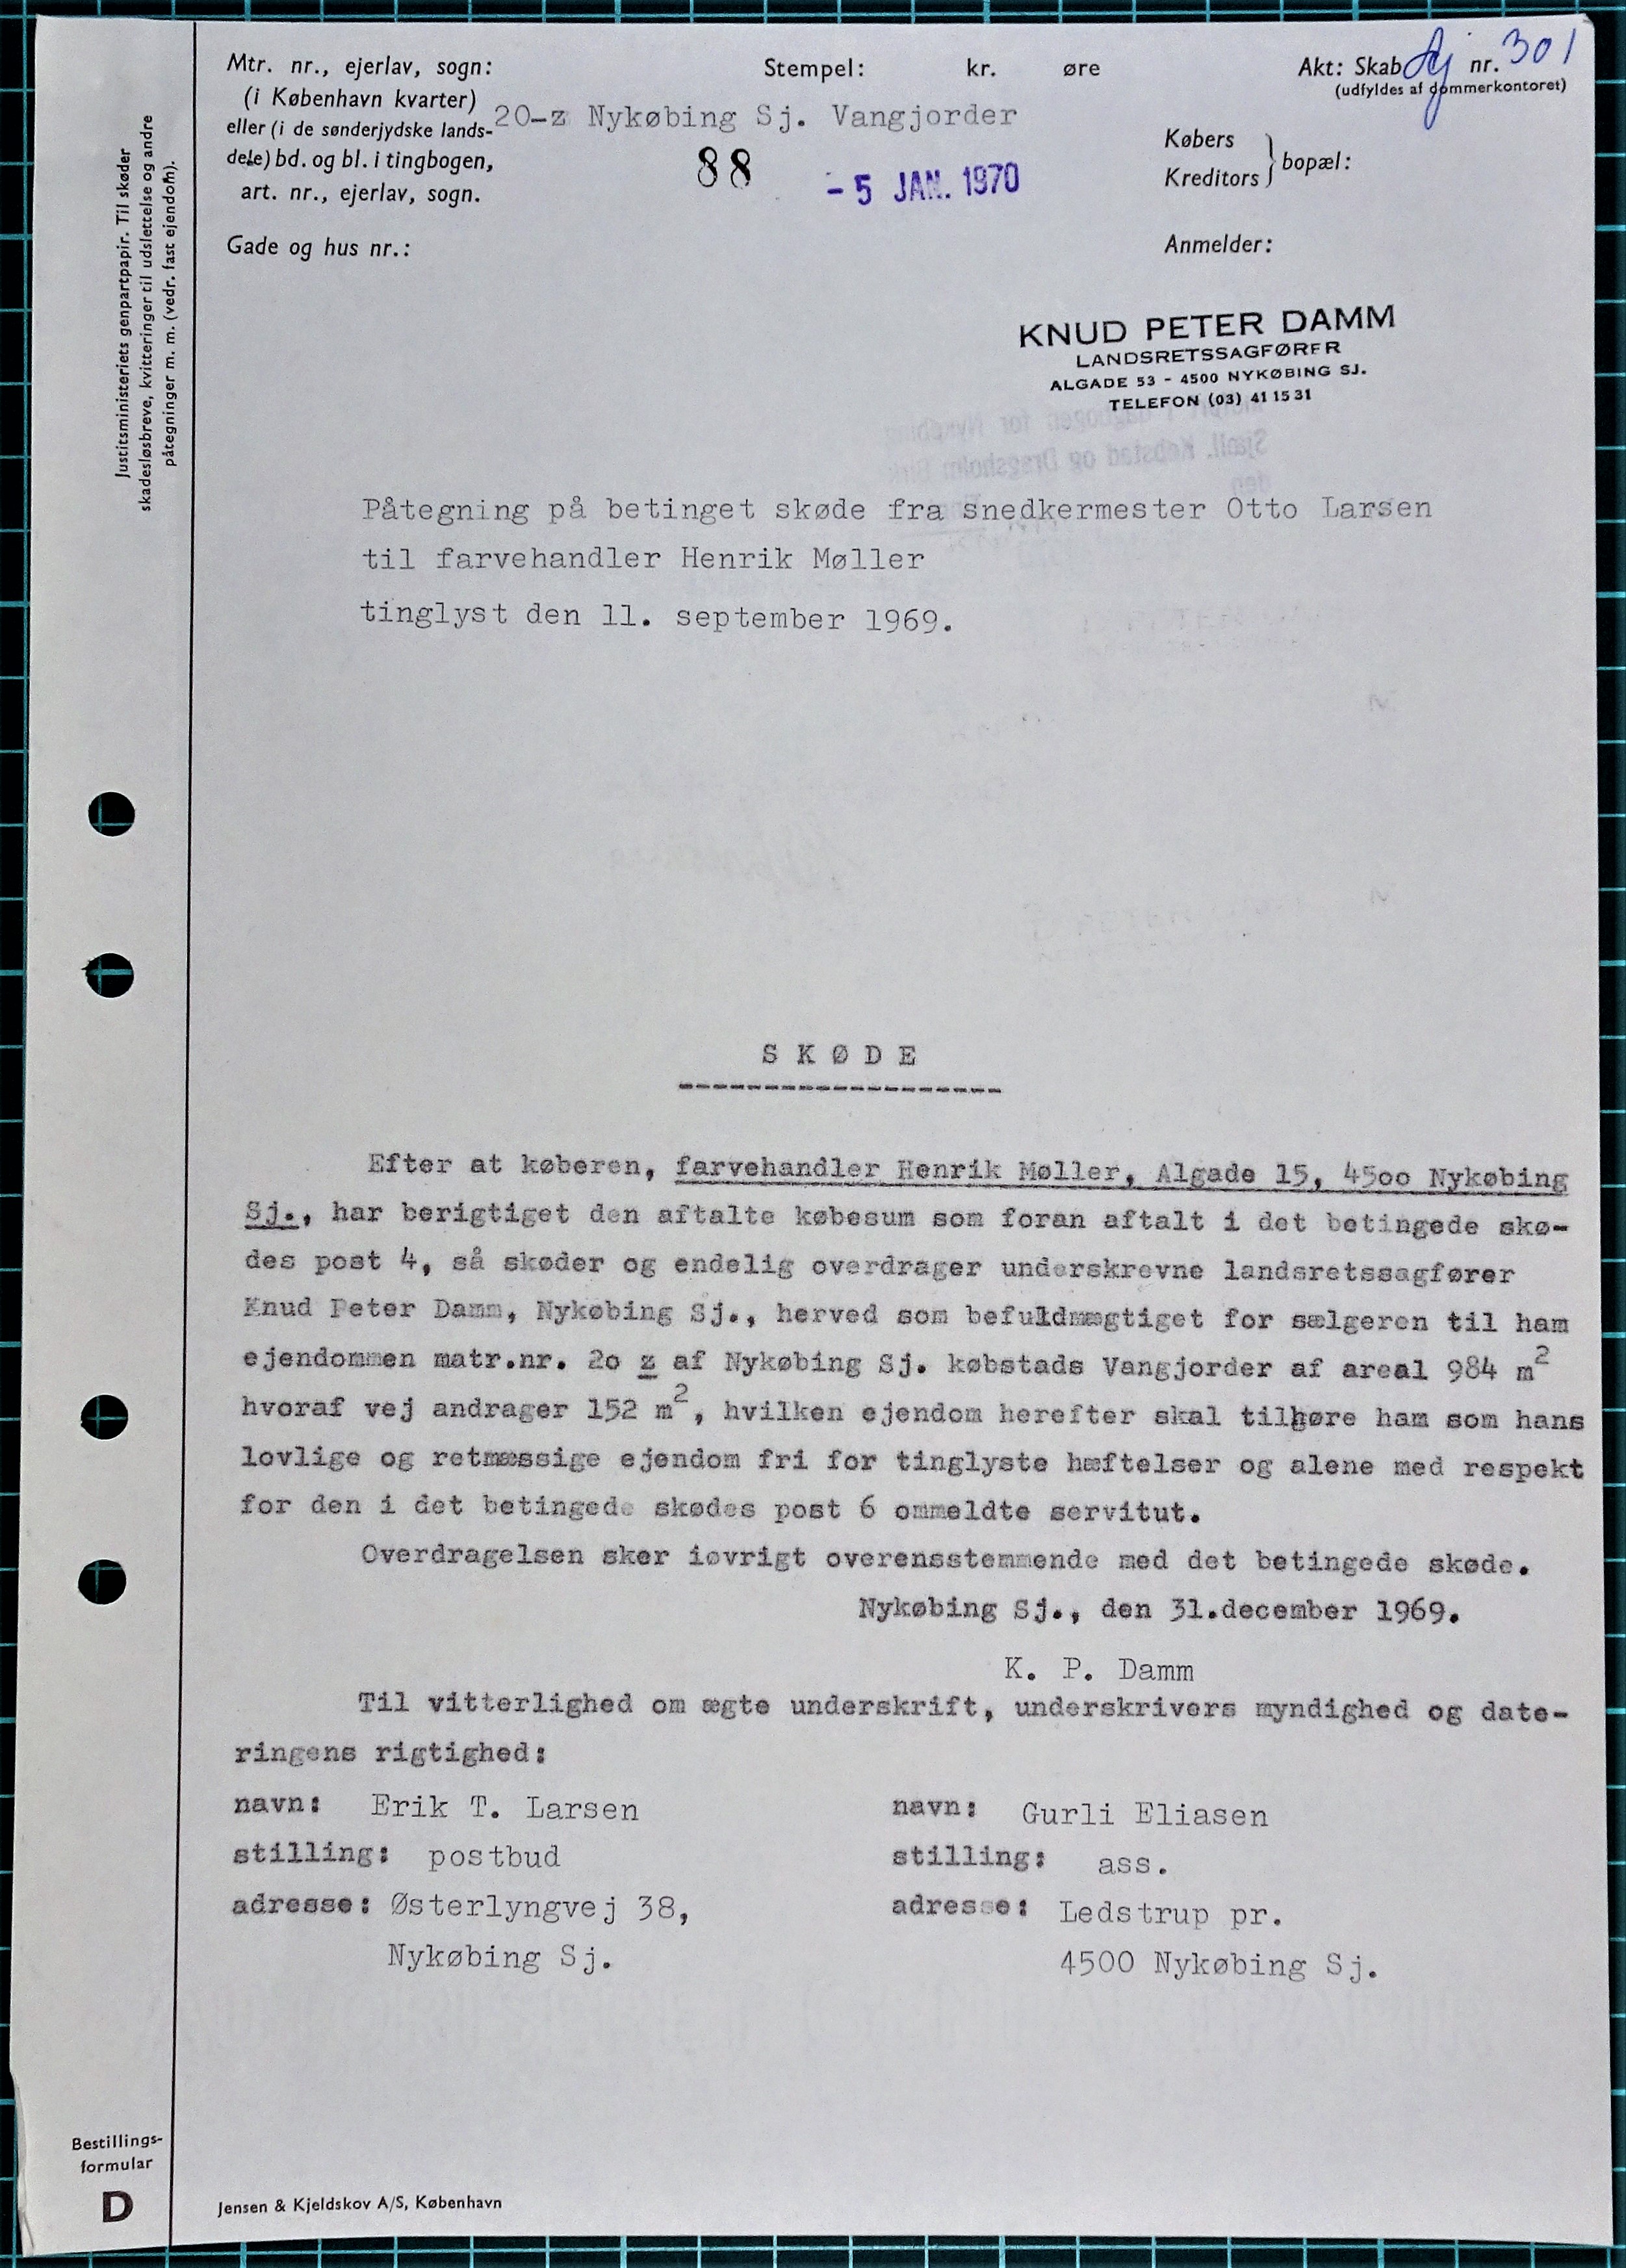 Mtr. nr., ejerlav, sogn:
(i København kvarter)
eller (i de sønderjydske lands-
dele) bd. og bl. i tingbogen,
art. nr., ejerlav, sogn.
Gade og hus nr.:
Stempel: kr. øre
20-z Nykøbing Sj. Vangjorder
88
- 5 JAN. 1970
Akt: Skab nr. 301
(udfyldes af dommerkontoret)
Købers
Kreditors } bopæl:
Anmelder:
KNUD PETER DAMM
LANDSRETSSAGFØRER
ALGADE 53 - 4500 NYKØBING SJ.
TELEFON (03) 41 15 31
Justitsministeriets genpartpapir. Til skøder
skadesløsbreve, kvitteringer til udslettelse og andre
påtegninger m. m. (vedr. fast ejendom).
Påtegning på betinget skøde fra snedkermester Otto Larsen
til farvehandler Henrik Møller
tinglyst den 11. september 1969.
S K Ø D E
Efter at køberen, farvehandler Henrik Møller, Algade 15, 45oo Nykøbing
Sj., har berigtiget den aftalte købesum som foran aftalt i det betingede skø-
des post 4, så skøder og endelig overdrager underskrevne landsretssagfører
Knud Peter Damm, Nykøbing Sj., herved som befuldmægtiget for sælgeren til ham
ejendommen matr.nr. 2o z af Nykøbing Sj. købstads Vangjorder af areal 984 m2
hvoraf vej andrager 152 m2, hvilken ejendom herefter skal tilhøre ham som hans
lovlige og retmæssige ejendom fri for tinglyste hæftelser og alene med respekt
for den i det betingede skødes post 6 ommeldte servitut.
Overdragelsen sker iøvrigt overensstemmende med det betingede skøde.
Nykøbing Sj., den 31.december 1969.
K. P. Damm
Til vitterlighed om ægte underskrift, underskrivers myndighed og date-
ringens rigtighed:
navn: Erik T. Larsen
stilling: postbud
adresse: Østerlyngvej 38,
Nykøbing Sj.
navn: Gurli Eliasen
stilling: ass.
adresse: Ledstrup pr.
4500 Nykøbing Sj.
Bestillings-
formular
D
Jensen & Kjeldskov A/S, København